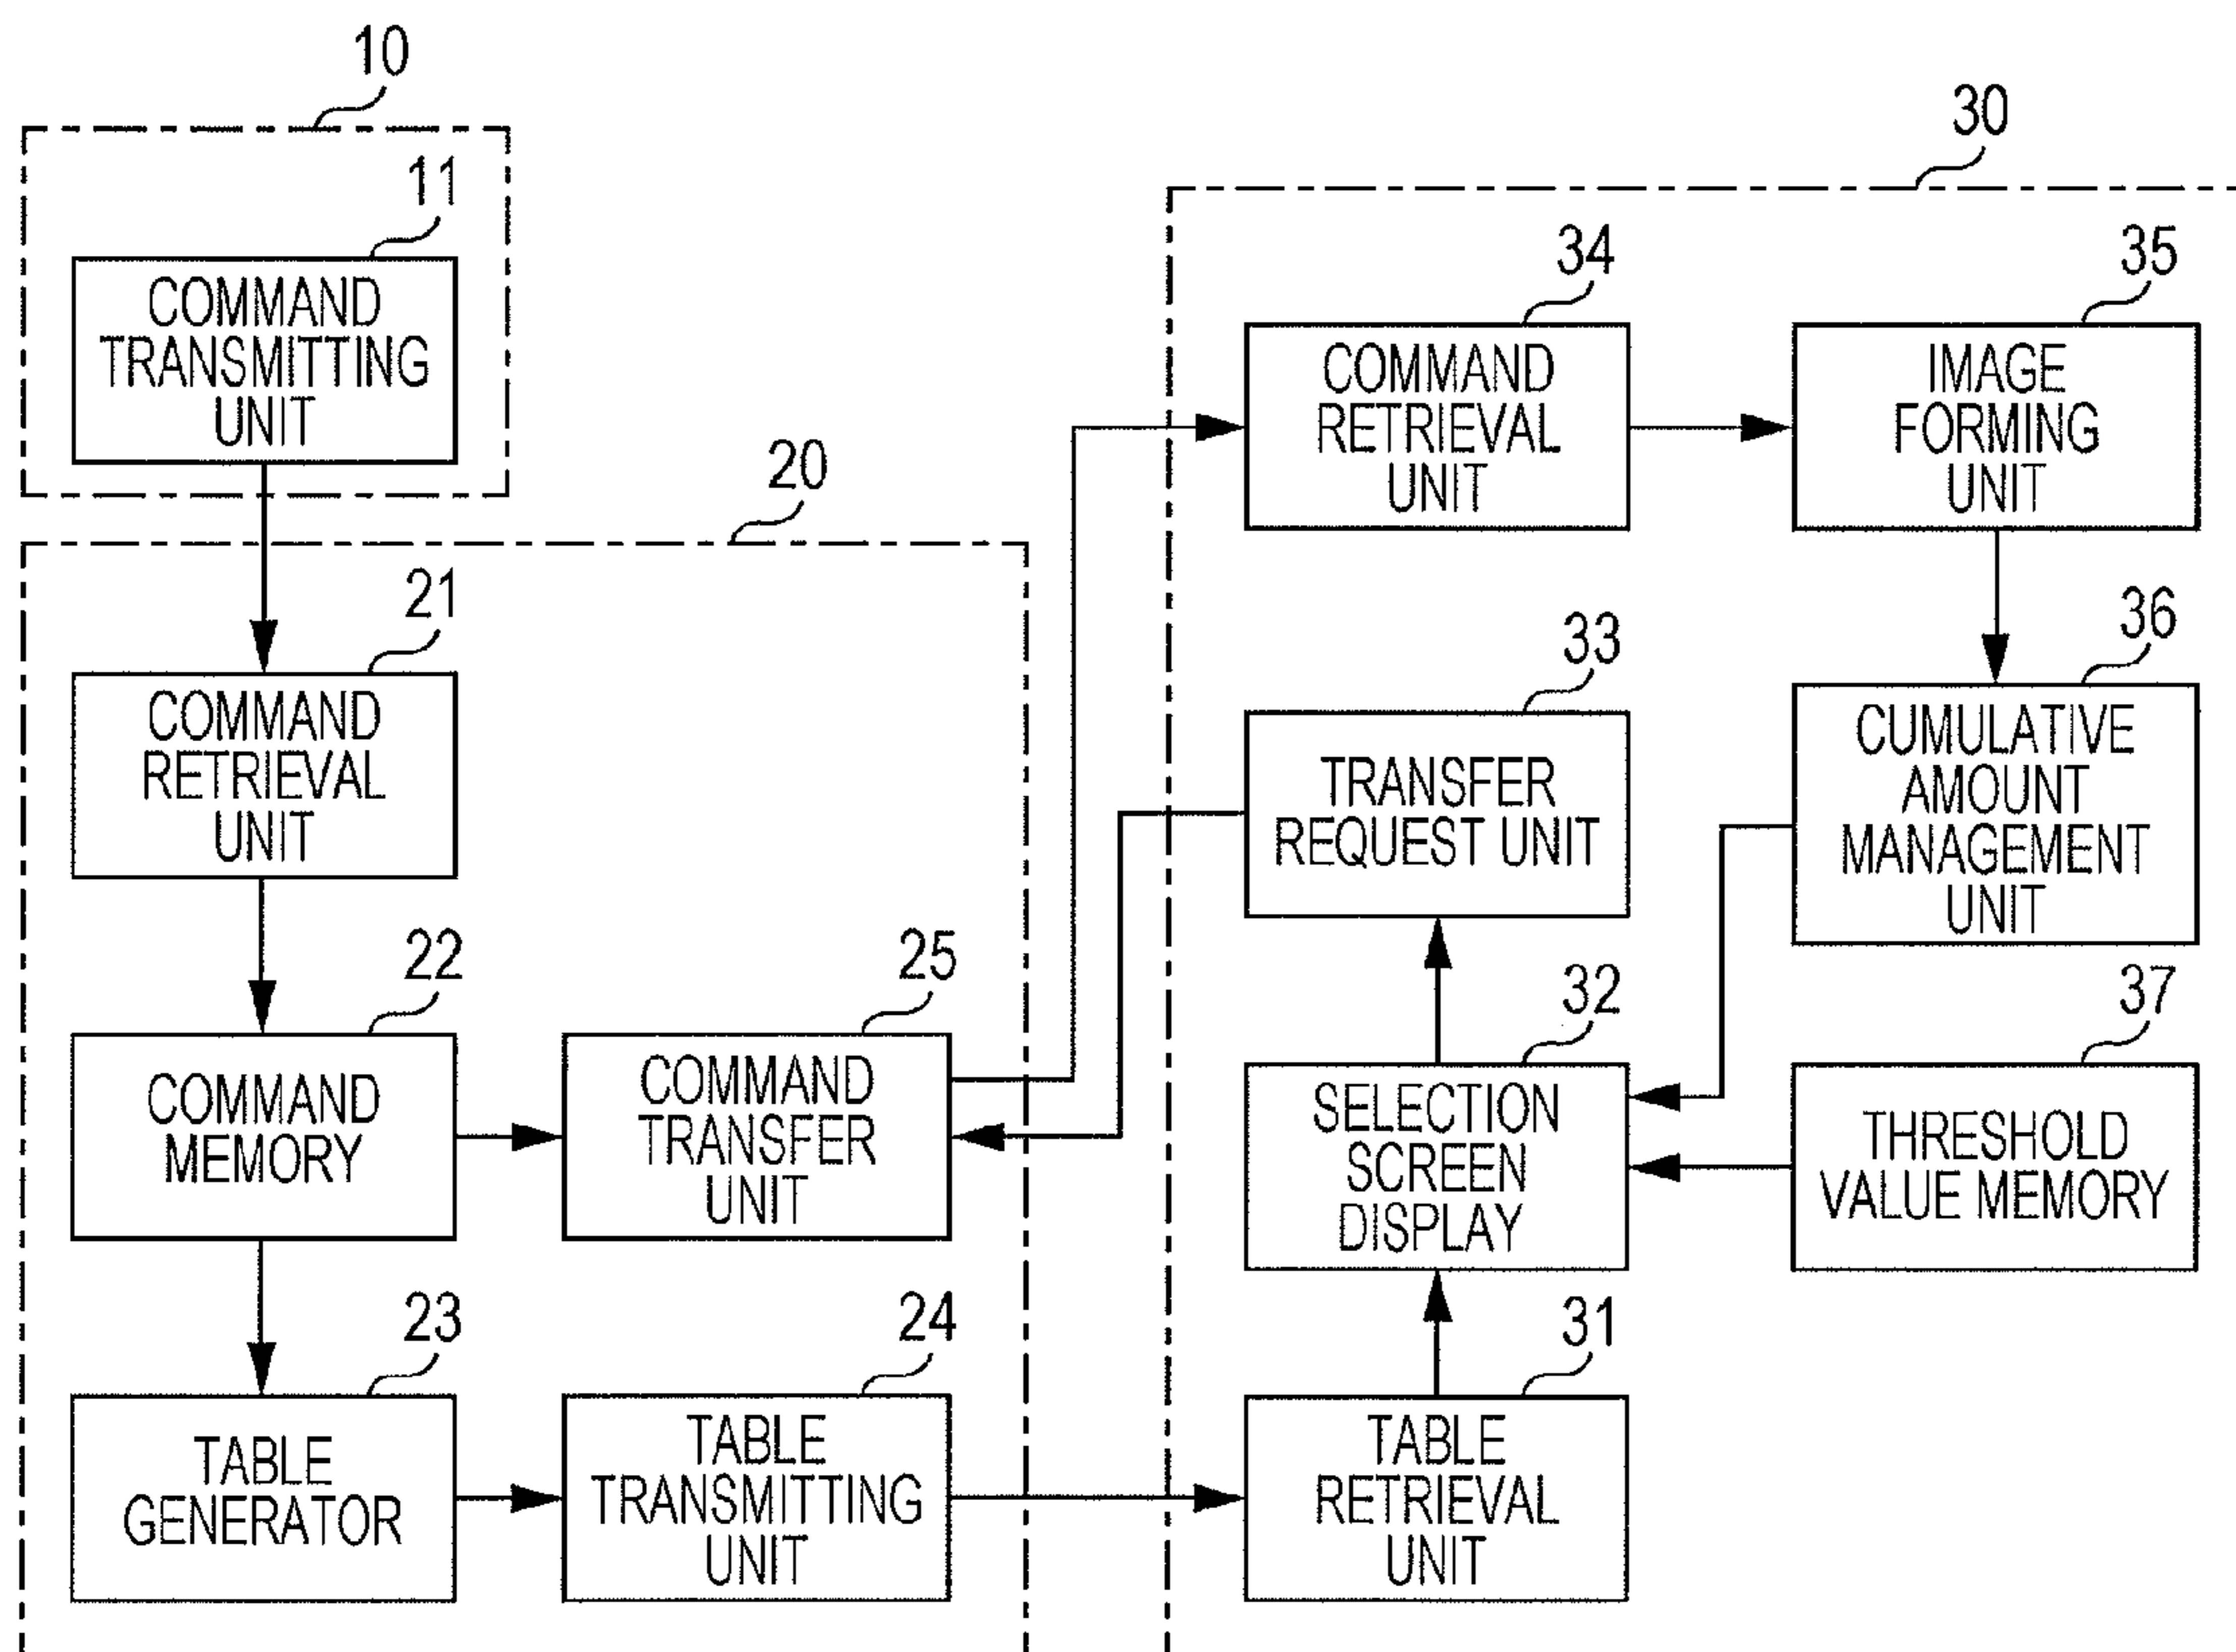 10
11
COMMAND
TRANSMITTING
UNIT
20
21
COMMAND
RETRIEVAL
UNIT
22
COMMAND
MEMORY
25
COMMAND
TRANSFER
UNIT
23
TABLE
GENERATOR
24
TABLE
TRANSMITTING
UNIT
30
34
COMMAND
RETRIEVAL
UNIT
35
IMAGE
FORMING
UNIT
33
TRANSFER
REQUEST UNIT
36
CUMULATIVE
AMOUNT
MANAGEMENT
UNIT
32
SELECTION
SCREEN
DISPLAY
37
THRESHOLD
VALUE MEMORY
31
TABLE
RETRIEVAL
UNIT